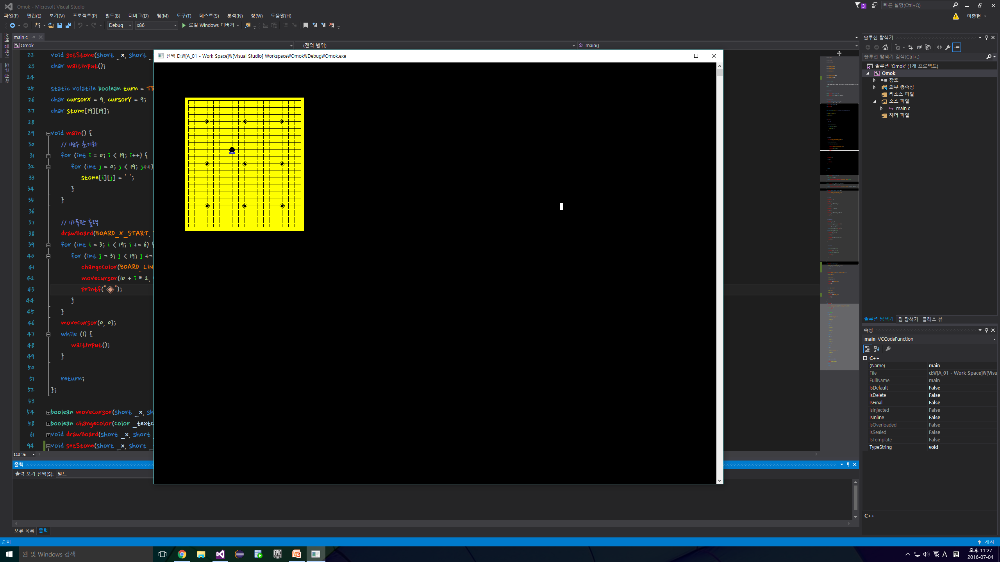 Omok - Microsoft Visual Studio
3
빠른 실행(Ctrl+Q)
파일(F) 편집(E) 보기(V) 프로젝트(P) 빌드(B) 디버그(D) 팀(M) 도구(T) 테스트(S) 분석(N) 창(W) 도움말(H)
이충현
Debug x86 로컬 Windows 디버거
서버 탐색기
도구 상자
main.c
Omok (전역 범위) main()
22 void setStone(short _x, short _
23 char waitInput();
24
25 static volatile boolean turn = TR
26 char cursorX = 9, cursorY = 9;
27 char stone[19][19];
28
29 void main() {
30 // 변수 초기화
31 for (int i = 0; i < 19; i++) {
32 for (int j = 0; j < 19; j++)
33 stone[i][j] = ' ';
34 }
35 }
36
37 // 바둑판 출력
38 drawBoard(BOARD_X_START,
39 for (int i = 3; i < 19; i += 6) {
40 for (int j = 3; j < 19; j +=
41 changecolor(BOARD_LIN
42 movecursor(10 + i * 2,
43 printf("◈");
44 }
45 }
46 movecursor(0, 0);
47 while (1) {
48 waitInput();
49 }
50
51 return;
52 };
53
54 boolean movecursor(short _x, sh
58 boolean changecolor(color _textc
61 void drawBoard(short _x, short _
94 void setStone(short _x, short _
110 %
선택 D:₩[A_01 - Work Space]₩[Visual Studio] Workspace₩Omok₩Debug₩Omok.exe
출력
출력 보기 선택(S): 빌드
오류 목록 출력
준비
게시
솔루션 탐색기
솔루션 탐색기 검색(Ctrl+;)
솔루션 'Omok' (1개 프로젝트)
Omok
참조
외부 종속성
리소스 파일
소스 파일
main.c
헤더 파일
솔루션 탐색기 팀 탐색기 클래스 뷰
속성
main VCCodeFunction
C++
(Name) main
File d:₩[A_01 - Work Space]₩[Visu
FullName main
IsDefault False
IsDelete False
IsFinal False
IsInjected False
IsInline False
IsOverloaded False
IsSealed False
IsTemplate False
TypeString void
C++
웹 및 Windows 검색
EPIC
A 한
오후 11:27
2016-07-04